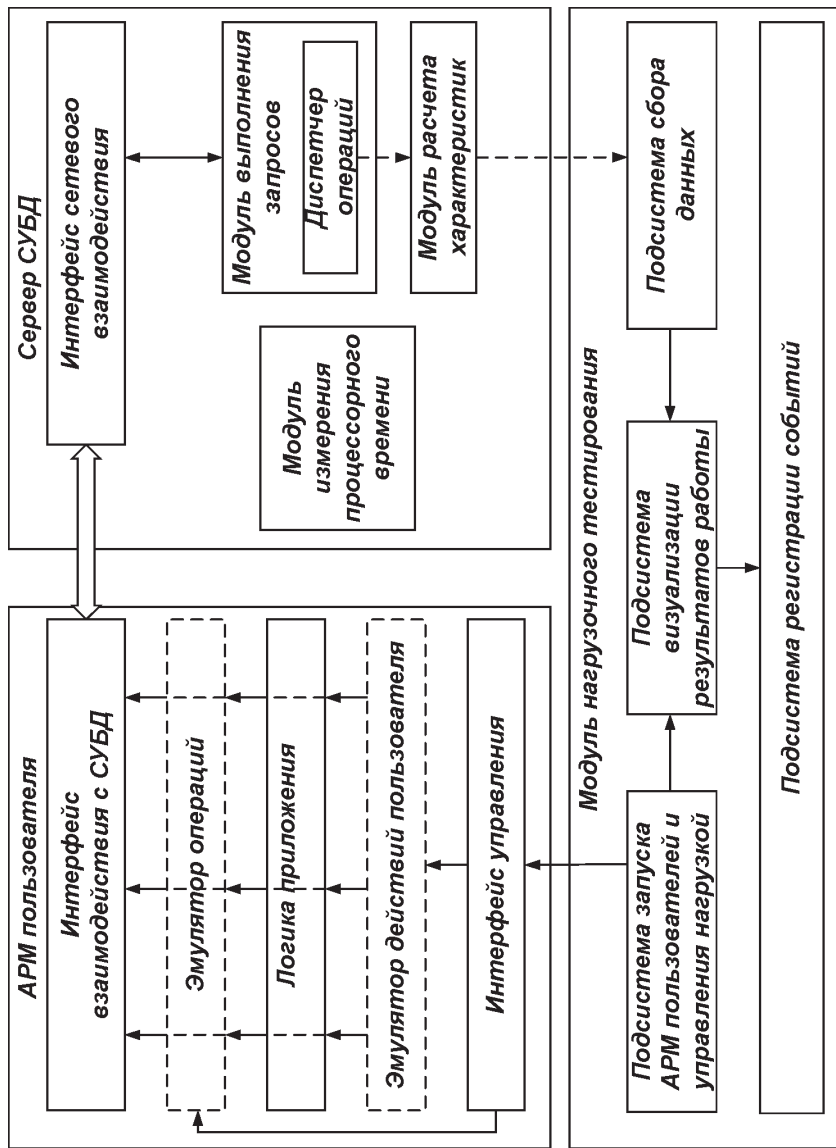 АРМ пользователя
Интерфейс
взаимодействия с СУБД
Эмулятор операций
Логика приложения
Эмулятор действий пользователя
Интерфейс управления
Сервер СУБД
Интерфейс сетевого
взаимодействия
Модуль
измерения
процессорного
времени
Модуль выполнения
запросов
Диспетчер
операций
Модуль расчета
характеристик
Модуль нагрузочного тестирования
Подсистема запуска
АРМ пользователей и
управления нагрузкой
Подсистема
визуализации
результатов работы
Подсистема сбора
данных
Подсистема регистрации событий